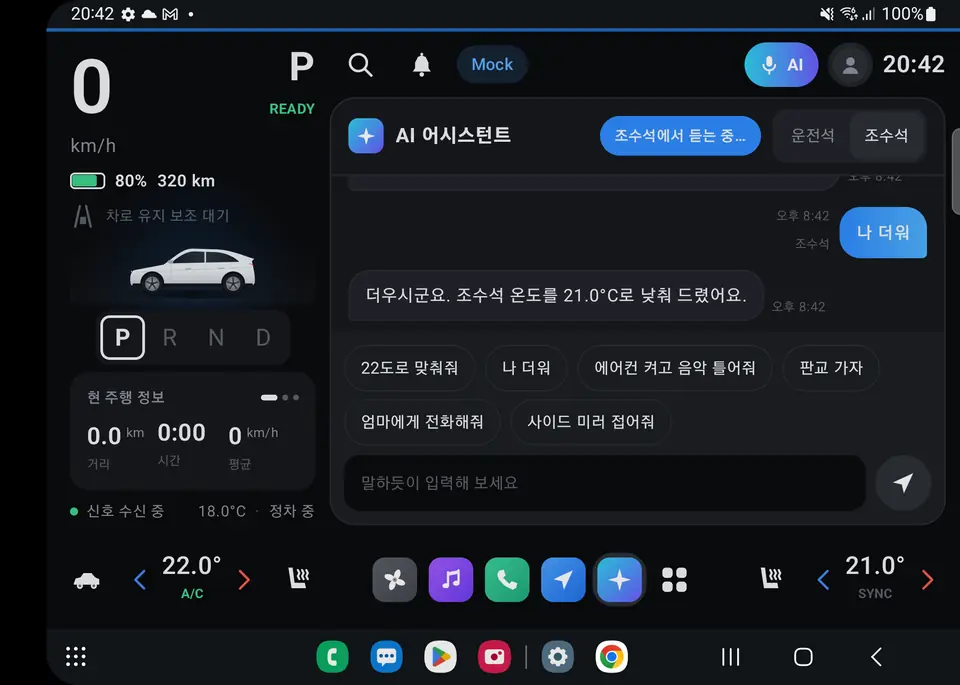 20:42
100%
0
P
READY
km/h
80% 320 km
차로 유지 보조 대기
P R N D
현 주행 정보
0.0 km 0:00 0 km/h
거리 시간 평균
신호 수신 중 18.0°C · 정차 중
Mock
AI
20:42
AI 어시스턴트
조수석에서 듣는 중...
운전석 조수석
오후 8:42
오후 8:42
조수석
나 더워
더우시군요. 조수석 온도를 21.0°C로 낮춰 드렸어요.
오후 8:42
22도로 맞춰줘 나 더워 에어컨 켜고 음악 틀어줘 판교 가자
엄마에게 전화해줘 사이드 미러 접어줘
말하듯이 입력해 보세요
22.0°
A/C
21.0°
SYNC